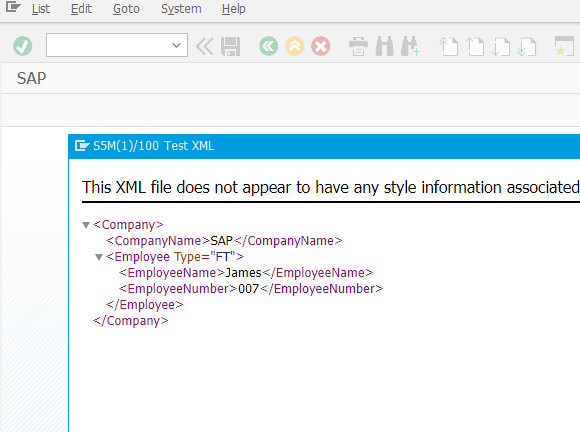 List Edit Goto System Help
SAP
S5M(1)/100 Test XML
This XML file does not appear to have any style information associated
<Company>
<CompanyName>SAP</CompanyName>
<Employee Type="FT">
<EmployeeName>James</EmployeeName>
<EmployeeNumber>007</EmployeeNumber>
</Employee>
</Company>